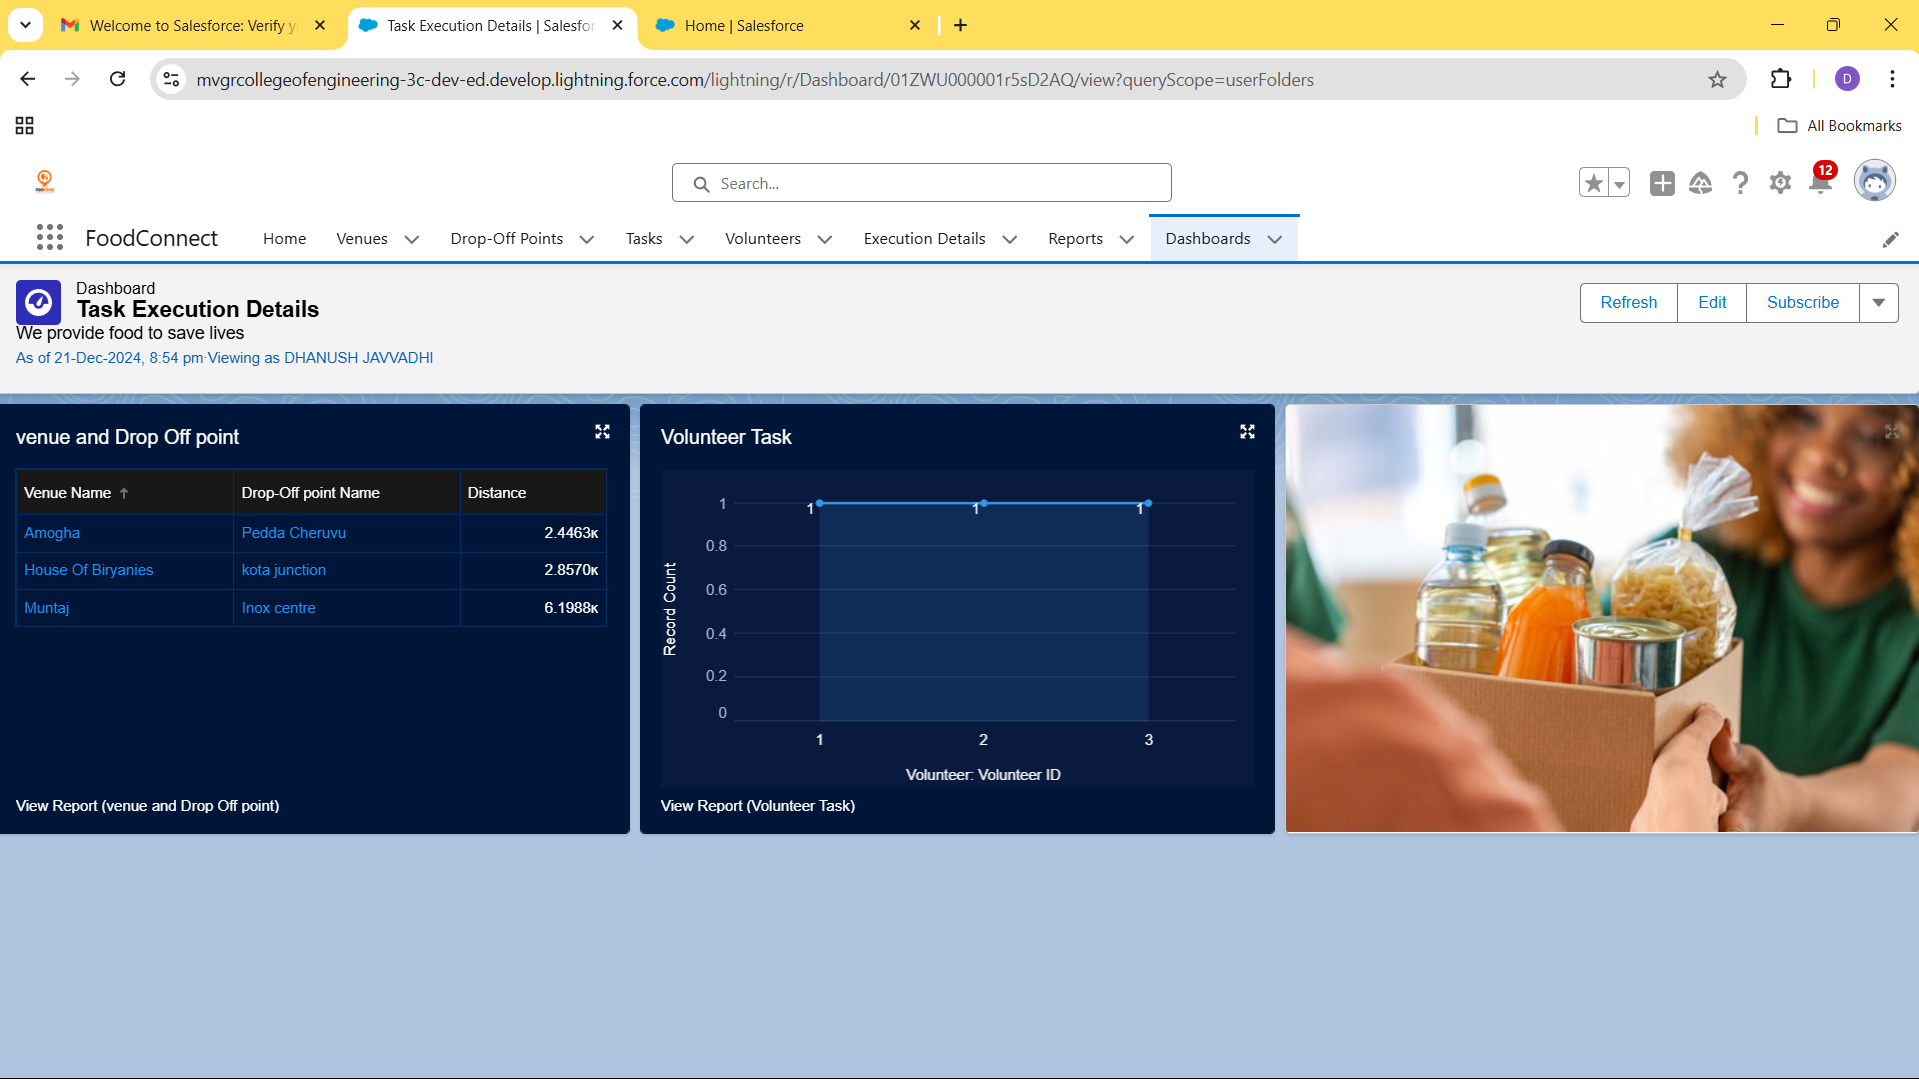 Welcome to Salesforce: Verify y
Task Execution Details | Salesfor
Home | Salesforce
mvgrcollegeofengineering-3c-dev-ed.develop.lightning.force.com/lightning/r/Dashboard/01ZWU000001r5sD2AQ/view?queryScope=userFolders
D
All Bookmarks
Search...
12
FoodConnect
Home
Venues
Drop-Off Points
Tasks
Volunteers
Execution Details
Reports
Dashboards
Dashboard
Task Execution Details
We provide food to save lives
As of 21-Dec-2024, 8:54 pm·Viewing as DHANUSH JAVVADHI
Refresh
Edit
Subscribe
venue and Drop Off point
Venue Name ↑ Drop-Off point Name Distance
Amogha Pedda Cheruvu 2.4463K
House Of Biryanies kota junction 2.8570K
Muntaj Inox centre 6.1988K
View Report (venue and Drop Off point)
Volunteer Task
Record Count
1
0.8
0.6
0.4
0.2
0
1 1 1
1 2 3
Volunteer: Volunteer ID
View Report (Volunteer Task)